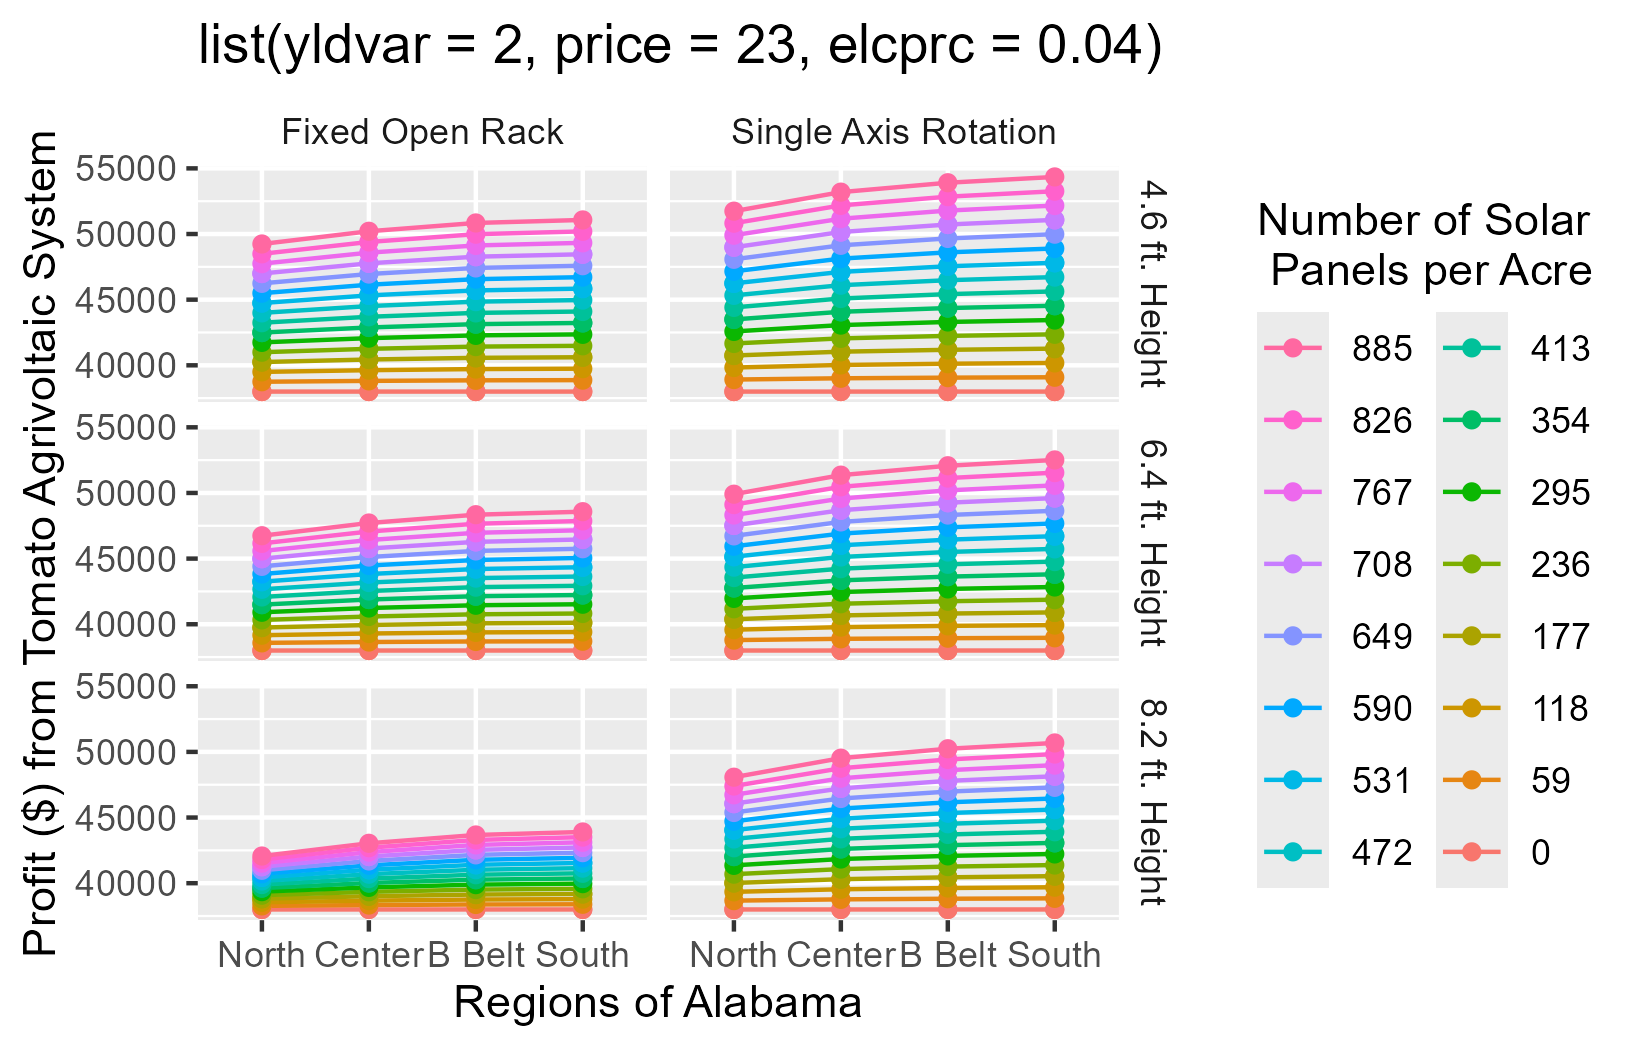 list(yldvar = 2, price = 23, elcprc = 0.04)
Fixed Open Rack
Single Axis Rotation
Profit ($) from Tomato Agrivoltaic System
55000
50000
45000
40000
4.6 ft. Height
55000
50000
45000
40000
6.4 ft. Height
55000
50000
45000
40000
8.2 ft. Height
North Center B Belt South
North Center B Belt South
Regions of Alabama
Number of Solar
Panels per Acre
885
826
767
708
649
590
531
472
413
354
295
236
177
118
59
0